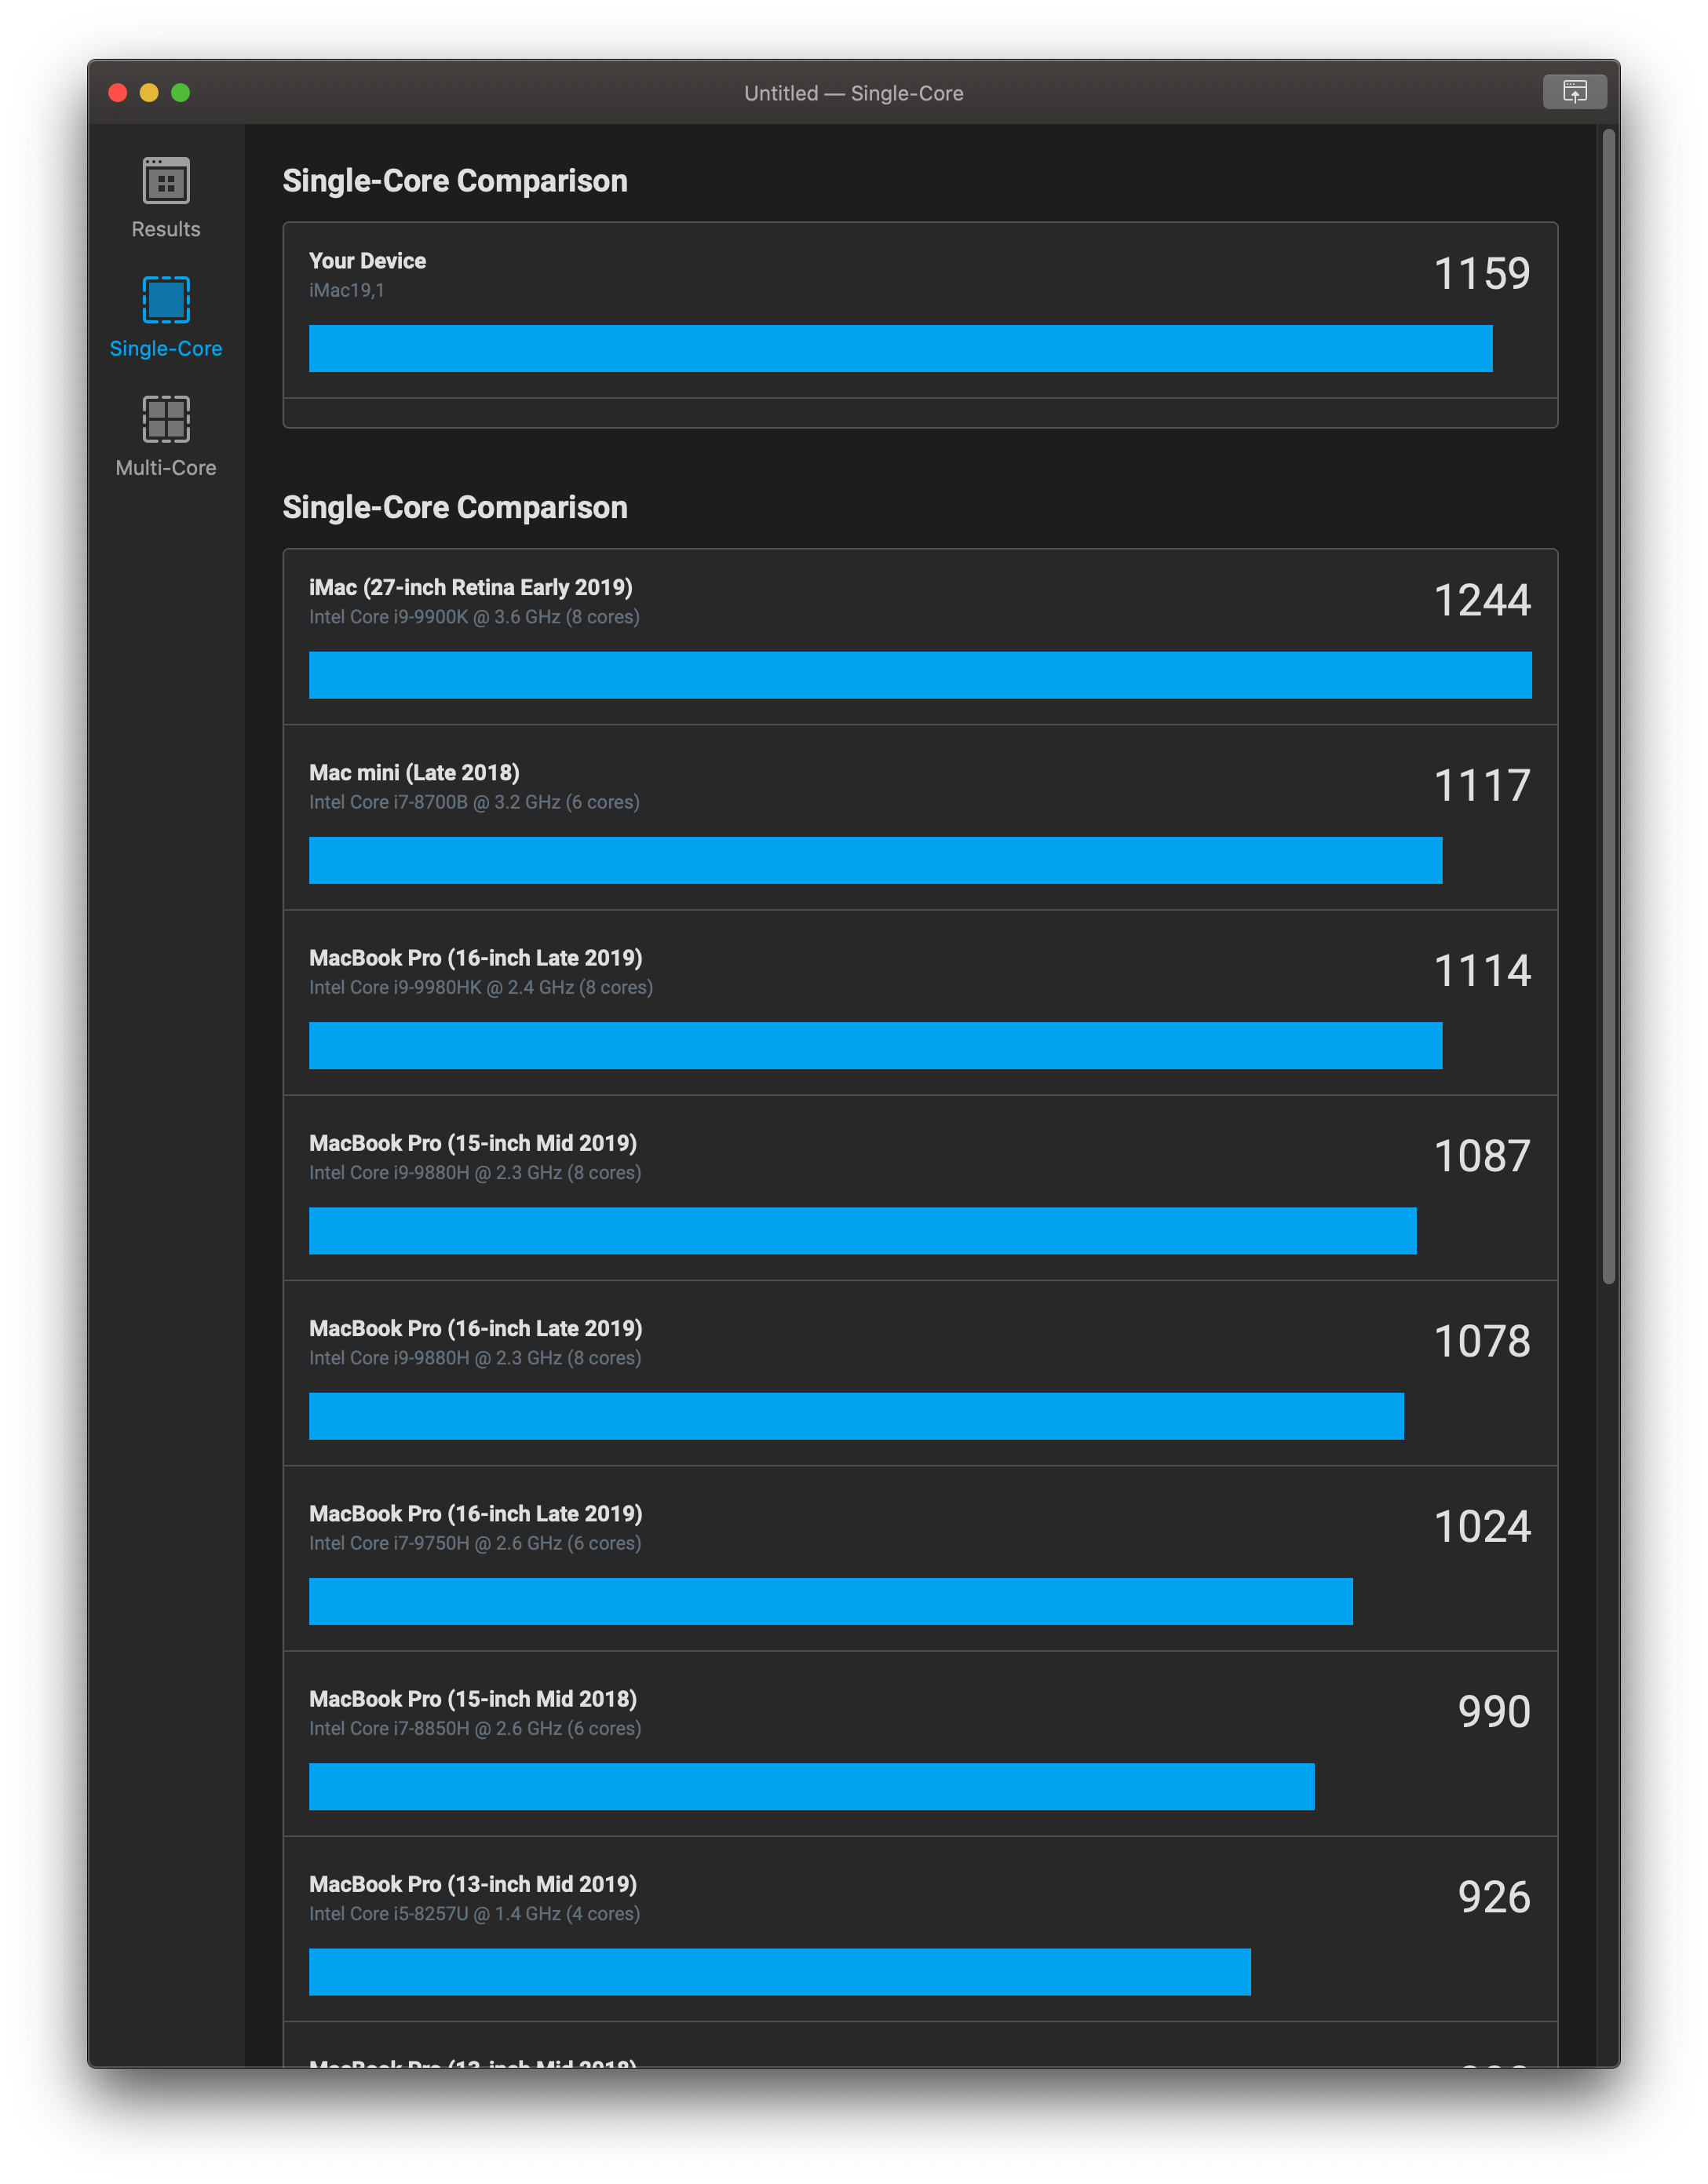 Untitled — Single-Core
Results
Single-Core
Multi-Core
Single-Core Comparison
Your Device
1159
iMac19,1
Single-Core Comparison
iMac (27-inch Retina Early 2019)
1244
Intel Core i9-9900K @ 3.6 GHz (8 cores)
Mac mini (Late 2018)
1117
Intel Core i7-8700B @ 3.2 GHz (6 cores)
MacBook Pro (16-inch Late 2019)
1114
Intel Core i9-9980HK @ 2.4 GHz (8 cores)
MacBook Pro (15-inch Mid 2019)
1087
Intel Core i9-9880H @ 2.3 GHz (8 cores)
MacBook Pro (16-inch Late 2019)
1078
Intel Core i9-9880H @ 2.3 GHz (8 cores)
MacBook Pro (16-inch Late 2019)
1024
Intel Core i7-9750H @ 2.6 GHz (6 cores)
MacBook Pro (15-inch Mid 2018)
990
Intel Core i7-8850H @ 2.6 GHz (6 cores)
MacBook Pro (13-inch Mid 2019)
926
Intel Core i5-8257U @ 1.4 GHz (4 cores)
MacBook Pro (13-inch Mid 2018)